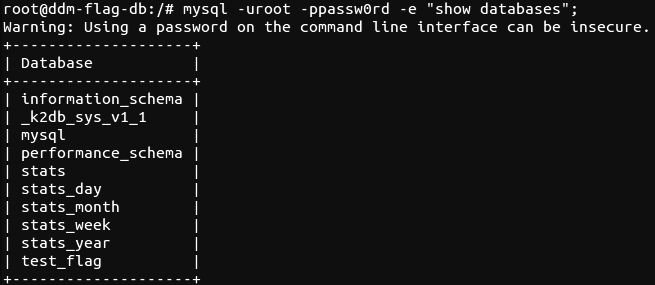 root@ddm-flag-db:/# mysql -uroot -ppassw0rd -e "show databases";
Warning: Using a password on the command line interface can be insecure.
+--------------------+
| Database           |
+--------------------+
| information_schema |
| _k2db_sys_v1_1     |
| mysql              |
| performance_schema |
| stats              |
| stats_day          |
| stats_month        |
| stats_week         |
| stats_year         |
| test_flag          |
+--------------------+